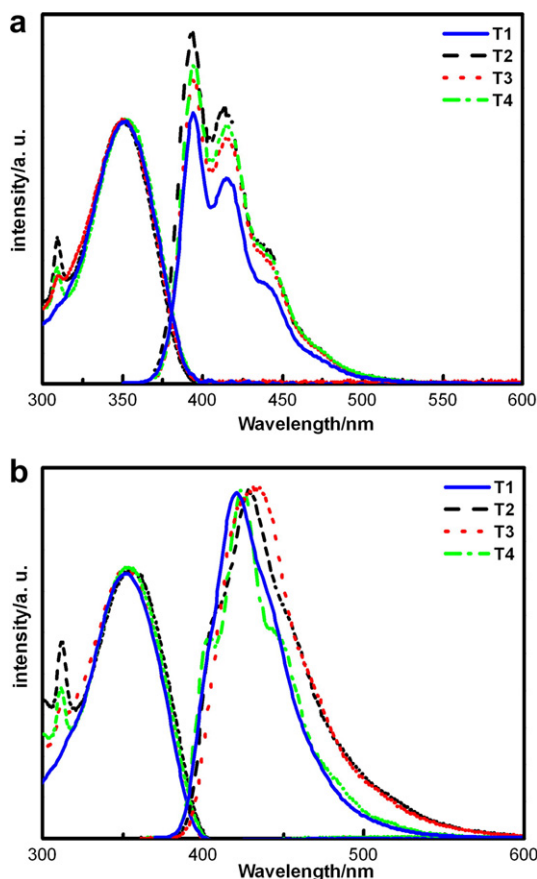 a
T1
T2
T3
T4
intensity/a. u.
300 350 400 450 500 550 600
Wavelength/nm
b
T1
T2
T3
T4
intensity/a. u.
300 400 500 600
Wavelength/nm